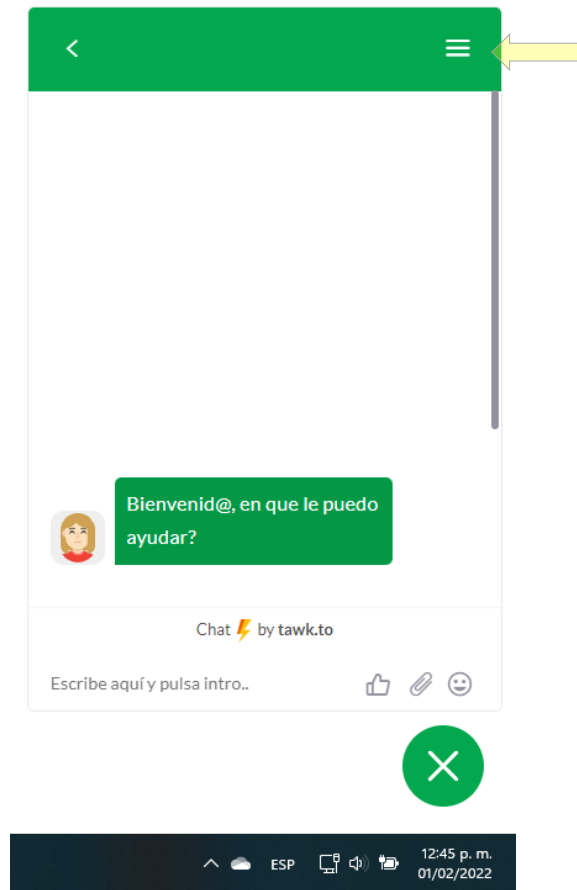 Bienvenid@, en que le puedo
ayudar?
Chat by tawk.to
Escribe aquí y pulsa intro..
ESP
12:45 p. m.
01/02/2022